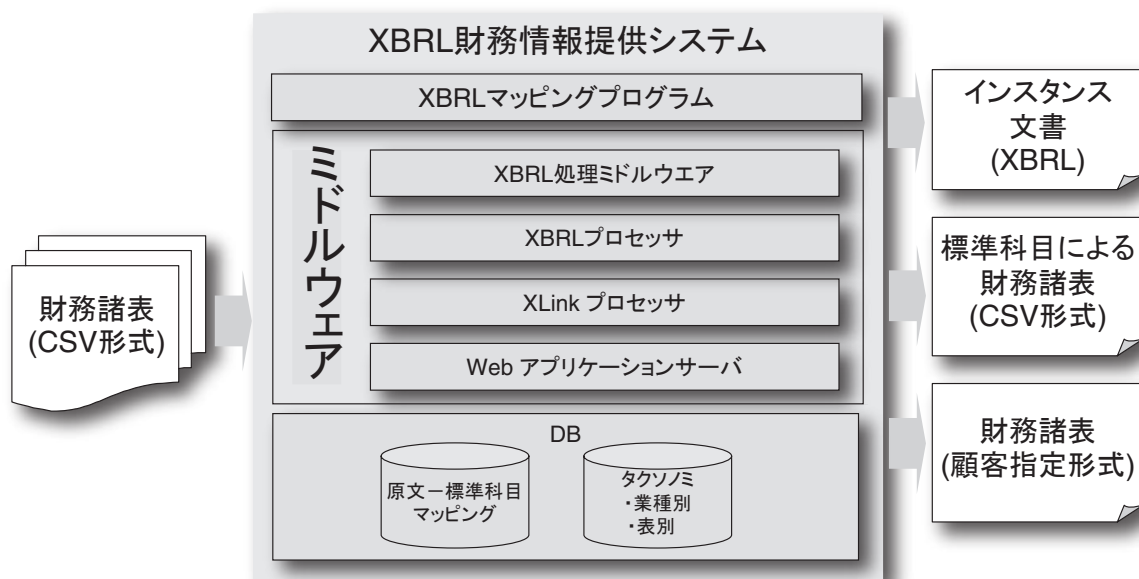 XBRL財務情報提供システム
XBRLマッピングプログラム
ミドルウェア
XBRL処理ミドルウエア
XBRLプロセッサ
XLink プロセッサ
Web アプリケーションサーバ
DB
原文－標準科目
マッピング
タクソノミ
・業種別
・表別
財務諸表
(CSV形式)
インスタンス
文書
(XBRL)
標準科目による
財務諸表
(CSV形式)
財務諸表
(顧客指定形式)